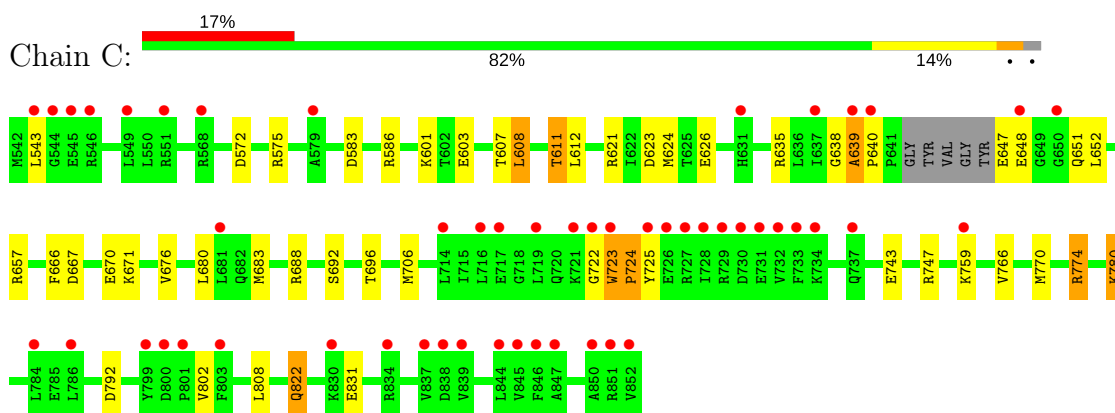 17%
Chain C:
82% 14% • •
M542 L543 G544 E545 R546 L549 L550 R551 R568 D572 R575 A579 D583 R586 K601 T602 E603 T607 L608 T611 L612 R621 I622 D623 M624 T625 E626 H631 R635 L636 I637 G638 A639 P640 P641 GLY TYR VAL GLY TYR E647 E648 G649 G650 Q651 L652
R657 F666 D667 E670 K671 V676 L680 L681 Q682 M683 R688 S692 T696 M706 L714 I715 L716 E717 G718 L719 Q720 K721 G722 W723 P724 Y725 E726 R727 I728 R729 D730 E731 V732 F733 K734 Q737 E743 R747 K759 V766 M770 R774 K780
L784 E785 L786 D792 Y799 D800 P801 V802 F803 L808 Q822 K830 E831 R834 V837 D838 V839 L844 V845 F846 A847 A850 R851 V852